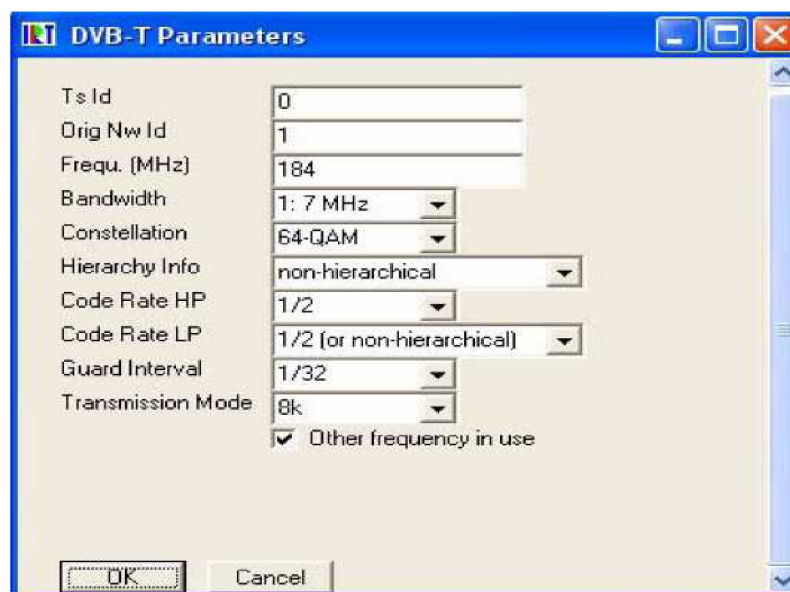 IRT DVB-T Parameters
Ts Id 0
Orig Nw Id 1
Frequ. (MHz) 184
Bandwidth 1: 7 MHz
Constellation 64-QAM
Hierarchy Info non-hierarchical
Code Rate HP 1/2
Code Rate LP 1/2 (or non-hierarchical)
Guard Interval 1/32
Transmission Mode 8k
Other frequency in use
OK Cancel